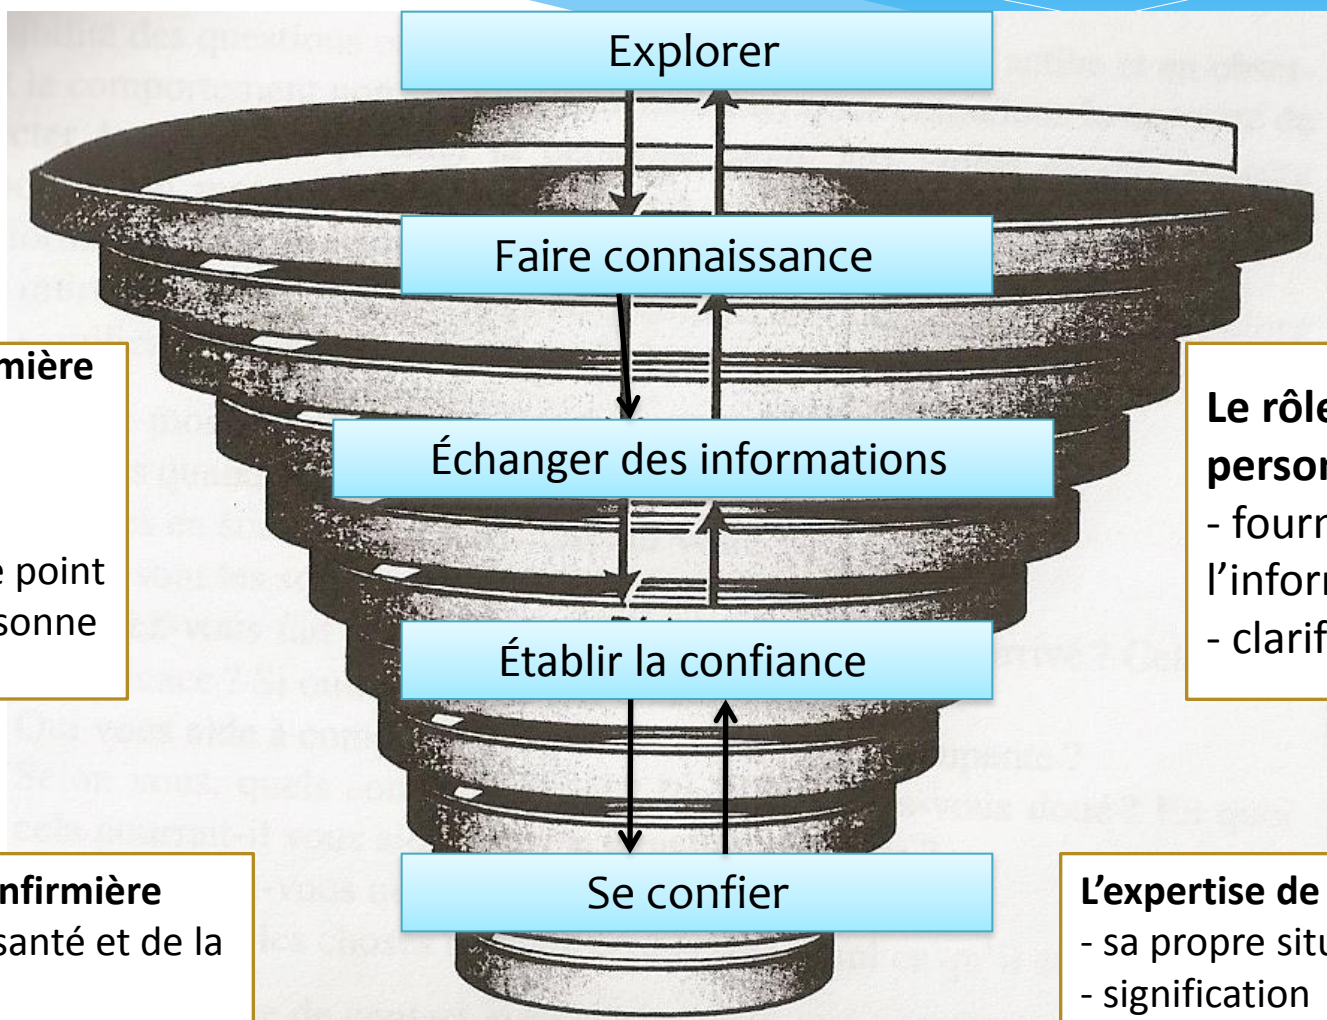 Explorer
Faire connaissance
Échanger des informations
Établir la confiance
Se confier
mière
point
sonne
Le rôle
person
- fourn
l'inform
- clarif
nfirmière
santé et de la
L'expertise de
- sa propre situ
- signification